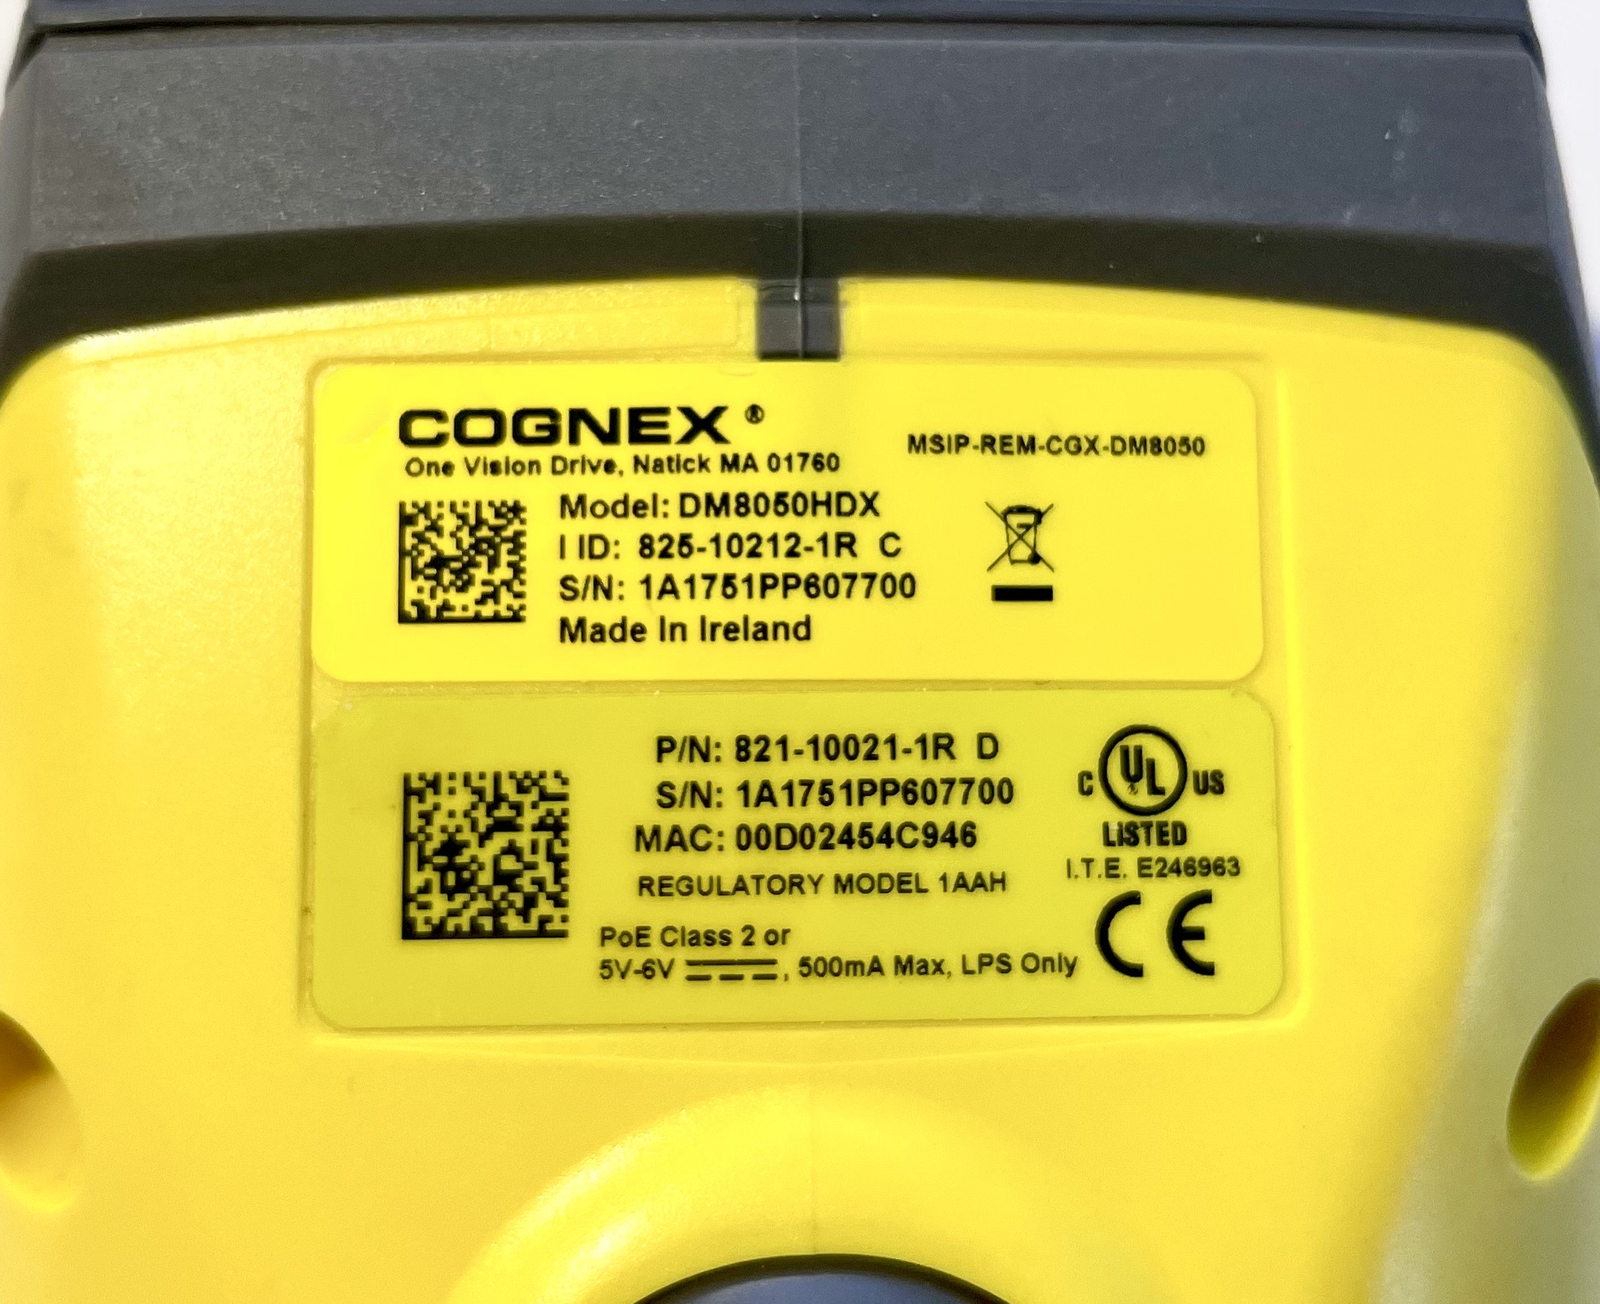 COGNEX®
One Vision Drive, Natick MA 01760
MSIP-REM-CGX-DM8050
Model: DM8050HDX
I ID: 825-10212-1R C
S/N: 1A1751PP607700
Made In Ireland
P/N: 821-10021-1R D
S/N: 1A1751PP607700
MAC: 00D02454C946
REGULATORY MODEL 1AAH
PoE Class 2 or
5V-6V ⎓, 500mA Max, LPS Only
C UL US
LISTED
I.T.E. E246963
CE